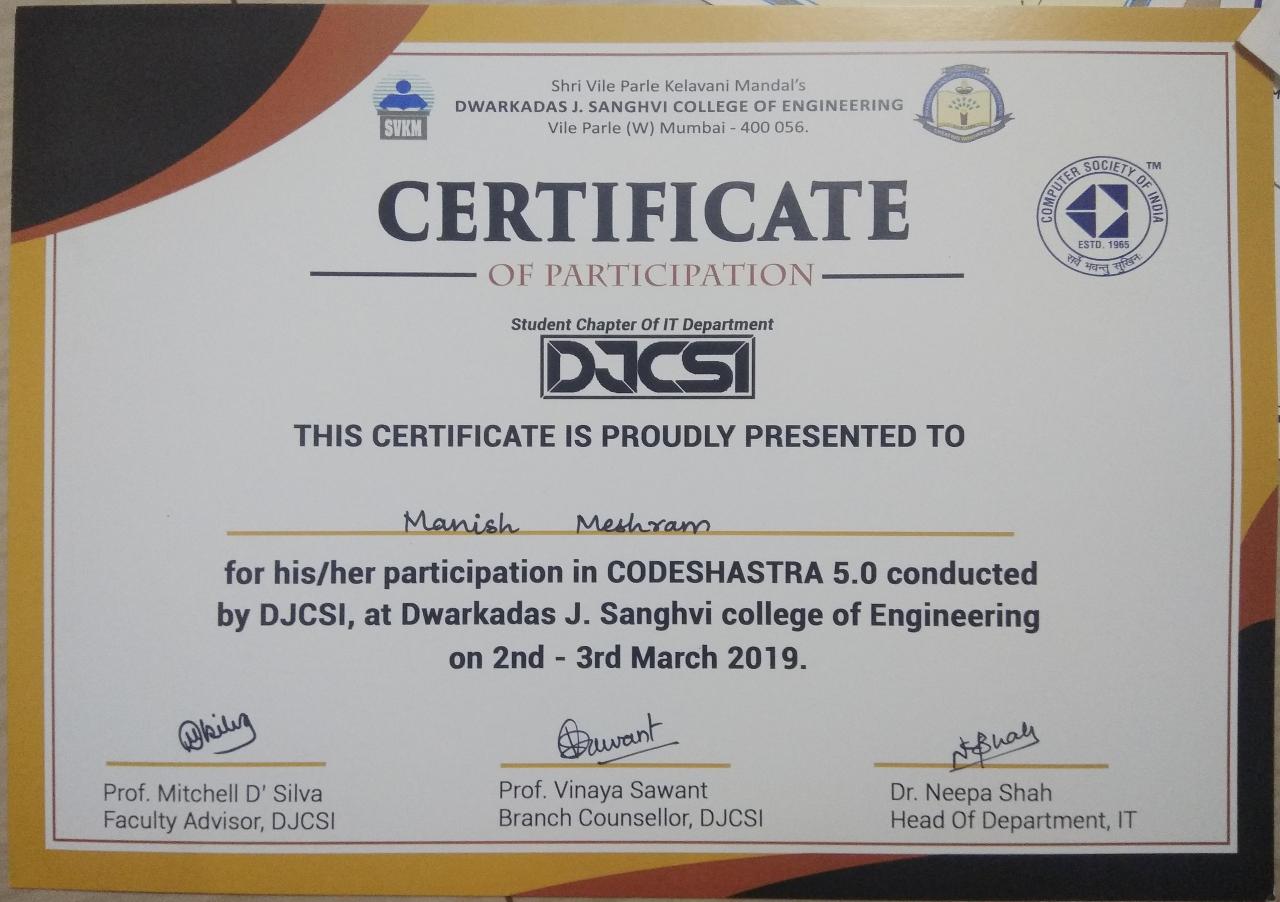 Shri Vile Parle Kelavani Mandal's
DWARKADAS J. SANGHVI COLLEGE OF ENGINEERING
Vile Parle (W) Mumbai - 400 056.
SVKM
COMPUTER SOCIETY OF INDIA
TM
ESTD. 1965
सर्वे भवन्तु सुखिनः
CERTIFICATE
OF PARTICIPATION
Student Chapter Of IT Department
DJCSI
THIS CERTIFICATE IS PROUDLY PRESENTED TO
Manish Meshram
for his/her participation in CODESHASTRA 5.0 conducted
by DJCSI, at Dwarkadas J. Sanghvi college of Engineering
on 2nd - 3rd March 2019.
Prof. Mitchell D' Silva
Faculty Advisor, DJCSI
Prof. Vinaya Sawant
Branch Counsellor, DJCSI
Dr. Neepa Shah
Head Of Department, IT